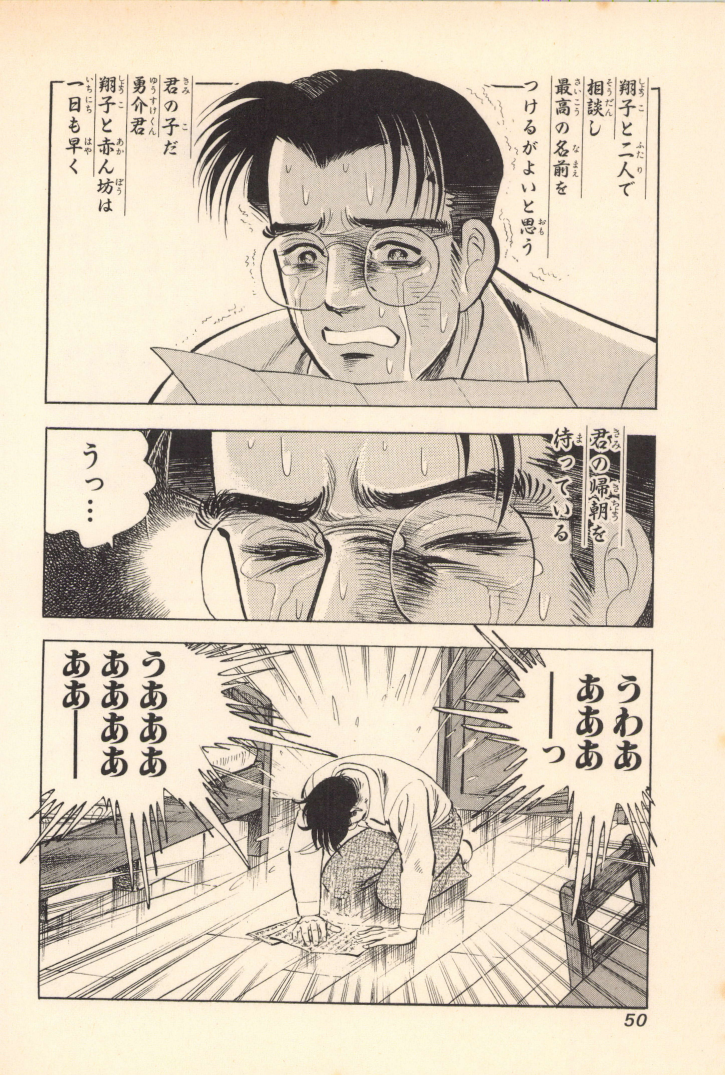 翔子と二人で
相談し
最高の名前を
つけるがよいと思う
君の子だ
勇介君
翔子と赤ん坊は
一日も早く
君の帰朝を
待っている
うっ…
うわあ
あああ
――っ
うあああ
ああああ
ああ――
50